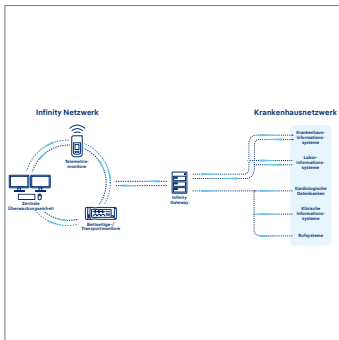 Infinity Netzwerk
Krankenhausnetzwerk
Telemetrie-
monitore
Zentrale
Überwachungseinheit
Bettseitige-/
Transportmonitore
Infinity
Gateway
Krankenhaus-
informations-
systeme
Labor-
informations-
systeme
Kardiologische
Datenbanken
Klinische
Informations-
systeme
Rufsysteme